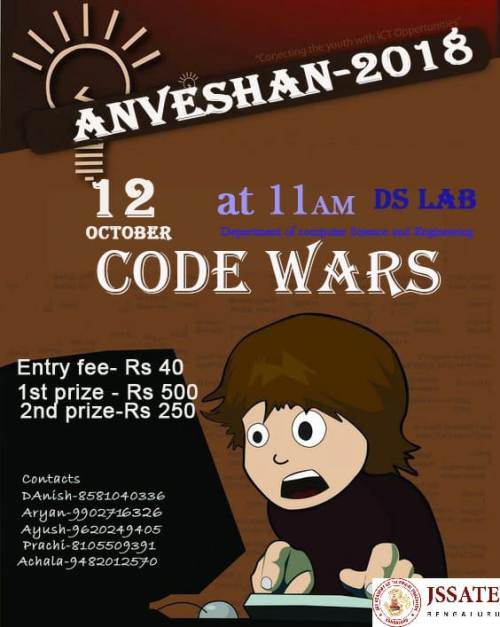 "Conecting the youth with ICT Opportunities"
ANVESHAN-2018
12
OCTOBER
at 11AM
DS LAB
Department of computer Science and Engineering
CODE WARS
Entry fee- Rs 40
1st prize - Rs 500
2nd prize-Rs 250
Contacts
DAnish-8581040336
Aryan-9902716326
Ayush-9620249405
Prachi-8105509391
Achala-9482012570
JSSATE
BENGALURU